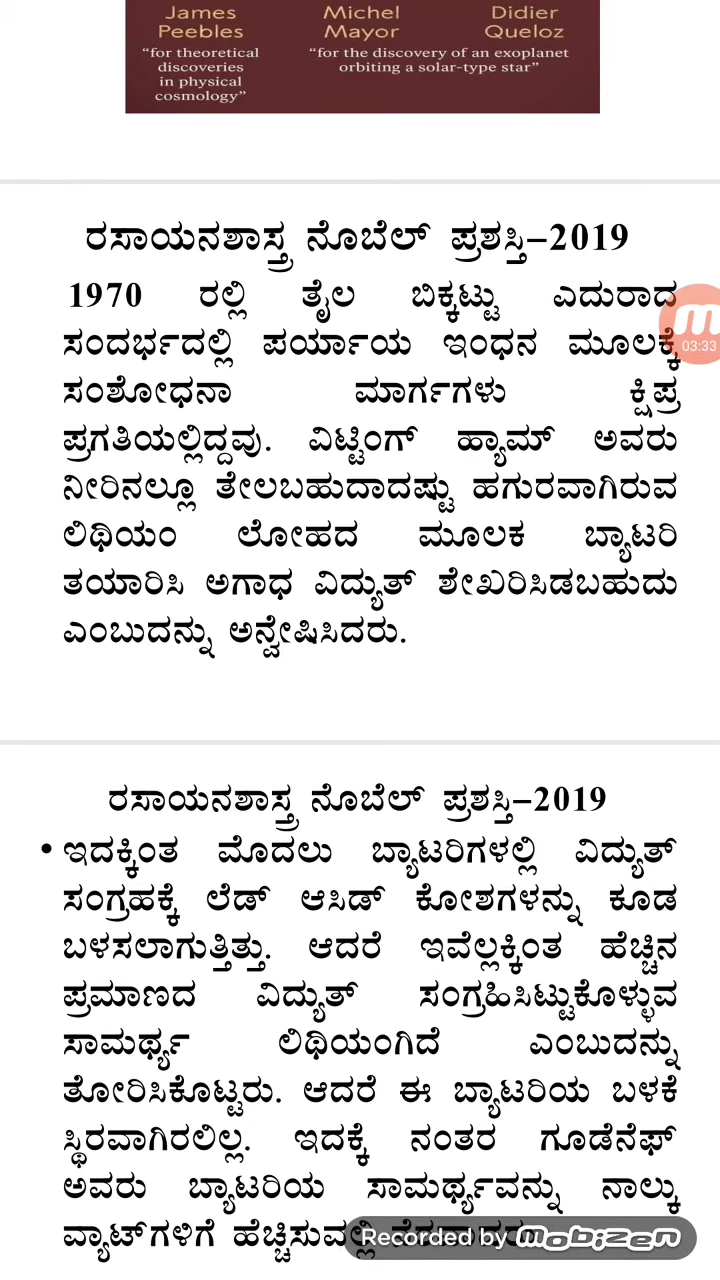 James Michel Didier
Peebles Mayor Queloz
“for theoretical “for the discovery of an exoplanet
discoveries orbiting a solar-type star”
in physical
cosmology”
ರಸಾಯನಶಾಸ್ತ್ರ ನೊಬೆಲ್ ಪ್ರಶಸ್ತಿ–2019
1970 ರಲ್ಲಿ ತೈಲ ಬಿಕ್ಕಟ್ಟು ಎದುರಾದ
ಸಂದರ್ಭದಲ್ಲಿ ಪರ್ಯಾಯ ಇಂಧನ ಮೂಲಕ್ಕೆ
03:33
ಸಂಶೋಧನಾ ಮಾರ್ಗಗಳು ಕ್ಷಿಪ್ರ
ಪ್ರಗತಿಯಲ್ಲಿದ್ದವು. ವಿಟ್ಟಿಂಗ್ ಹ್ಯಾಮ್ ಅವರು
ನೀರಿನಲ್ಲೂ ತೇಲಬಹುದಾದಷ್ಟು ಹಗುರವಾಗಿರುವ
ಲಿಥಿಯಂ ಲೋಹದ ಮೂಲಕ ಬ್ಯಾಟರಿ
ತಯಾರಿಸಿ ಅಗಾಧ ವಿದ್ಯುತ್ ಶೇಖರಿಸಿಡಬಹುದು
ಎಂಬುದನ್ನು ಅನ್ವೇಷಿಸಿದರು.
ರಸಾಯನಶಾಸ್ತ್ರ ನೊಬೆಲ್ ಪ್ರಶಸ್ತಿ–2019
• ಇದಕ್ಕಿಂತ ಮೊದಲು ಬ್ಯಾಟರಿಗಳಲ್ಲಿ ವಿದ್ಯುತ್
ಸಂಗ್ರಹಕ್ಕೆ ಲೆಡ್ ಆಸಿಡ್ ಕೋಶಗಳನ್ನು ಕೂಡ
ಬಳಸಲಾಗುತ್ತಿತ್ತು. ಆದರೆ ಇವೆಲ್ಲಕ್ಕಿಂತ ಹೆಚ್ಚಿನ
ಪ್ರಮಾಣದ ವಿದ್ಯುತ್ ಸಂಗ್ರಹಿಸಿಟ್ಟುಕೊಳ್ಳುವ
ಸಾಮರ್ಥ್ಯ ಲಿಥಿಯಂಗಿದೆ ಎಂಬುದನ್ನು
ತೋರಿಸಿಕೊಟ್ಟರು. ಆದರೆ ಈ ಬ್ಯಾಟರಿಯ ಬಳಕೆ
ಸ್ಥಿರವಾಗಿರಲಿಲ್ಲ. ಇದಕ್ಕೆ ನಂತರ ಗೂಡೆನೆಫ್
ಅವರು ಬ್ಯಾಟರಿಯ ಸಾಮರ್ಥ್ಯವನ್ನು ನಾಲ್ಕು
ವ್ಯಾಟ್‌ಗಳಿಗೆ ಹೆಚ್ಚಿಸುವಲ್ಲಿ
Recorded by mobizen